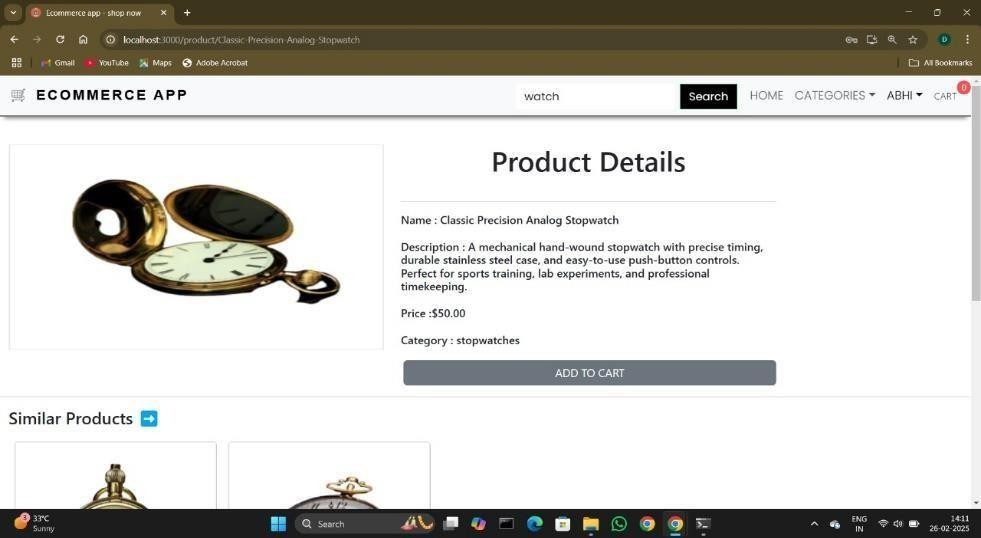 Ecommerce app - shop now
localhost:3000/product/Classic-Precision-Analog-Stopwatch
Gmail YouTube Maps Adobe Acrobat All Bookmarks
D
ECOMMERCE APP
watch Search HOME CATEGORIES ABHI CART 0
Product Details
Name : Classic Precision Analog Stopwatch
Description : A mechanical hand-wound stopwatch with precise timing,
durable stainless steel case, and easy-to-use push-button controls.
Perfect for sports training, lab experiments, and professional
timekeeping.
Price :$50.00
Category : stopwatches
ADD TO CART
Similar Products
3
33°C
Sunny
Search
ENG
IN
14:11
26-02-2025